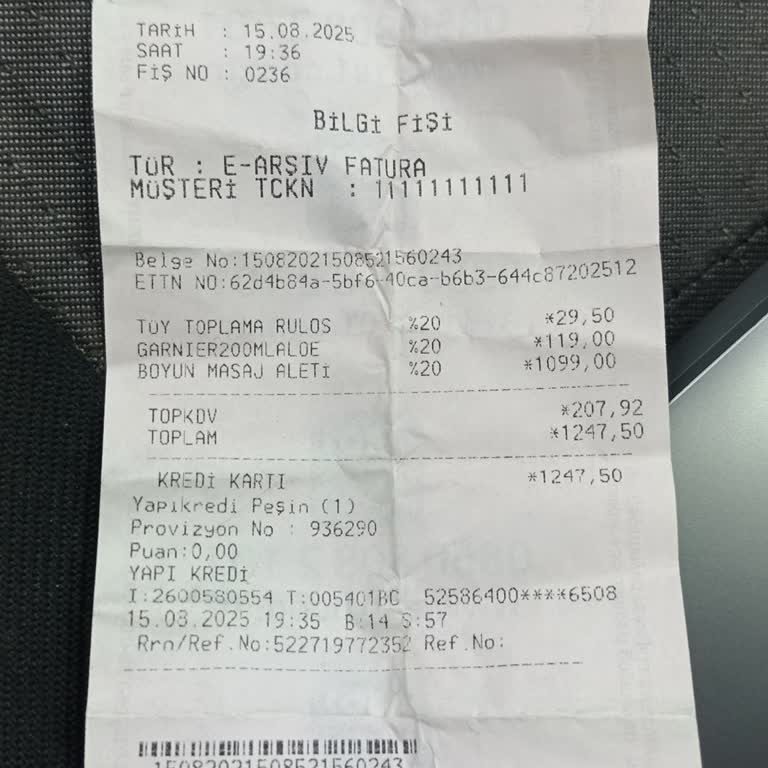 TARİH : 15.08.2025
SAAT : 19:36
FİŞ NO : 0236
BİLGİ FİŞİ
TÜR : E-ARŞIV FATURA
MÜŞTERİ TCKN : 11111111111
Belge No:15082021508521560243
ETTN NO:62d4b84a-5bf6-40ca-b6b3-644c87202512
TÜY TOPLAMA RULOS %20 *29,50
GARNIER200MLALOE %20 *119,00
BOYUN MASAJ ALETİ %20 *1099,00
TOPKDV *207,92
TOPLAM *1247,50
KREDİ KARTI *1247,50
Yapıkredi Peşin (1)
Provizyon No : 936290
Puan:0,00
YAPI KREDİ
I:2600580554 T:005401BC 52586400****6508
15.08.2025 19:35 B:14 S:57
Rrn/Ref.No:522719772352 Ref.No:
15082021508521560243